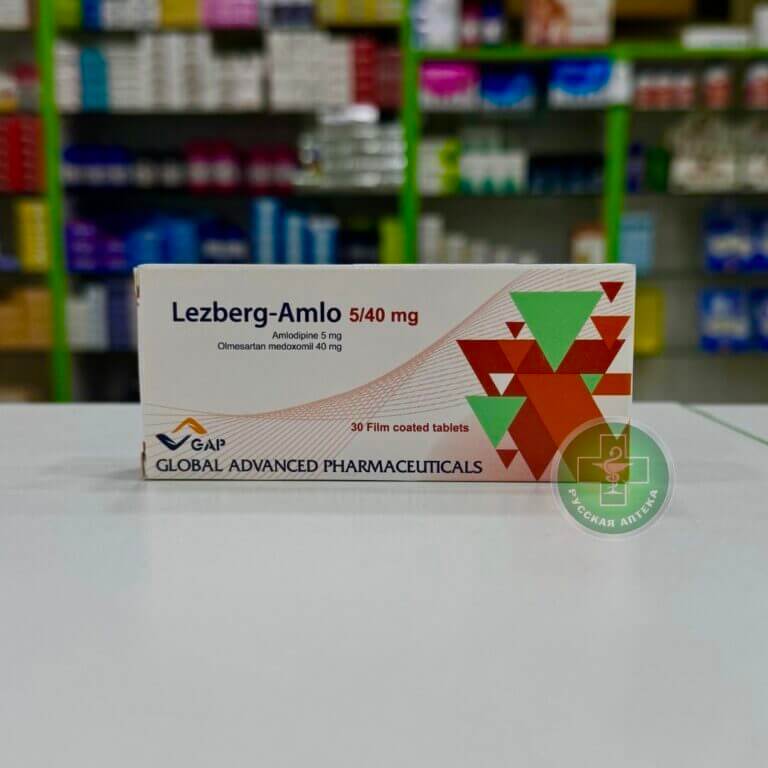 Lezberg-Amlo 5/40 mg
Amlodipine 5 mg
Olmesartan medoxomil 40 mg
30 Film coated tablets
GAP
GLOBAL ADVANCED PHARMACEUTICALS
РУССКАЯ АПТЕКА